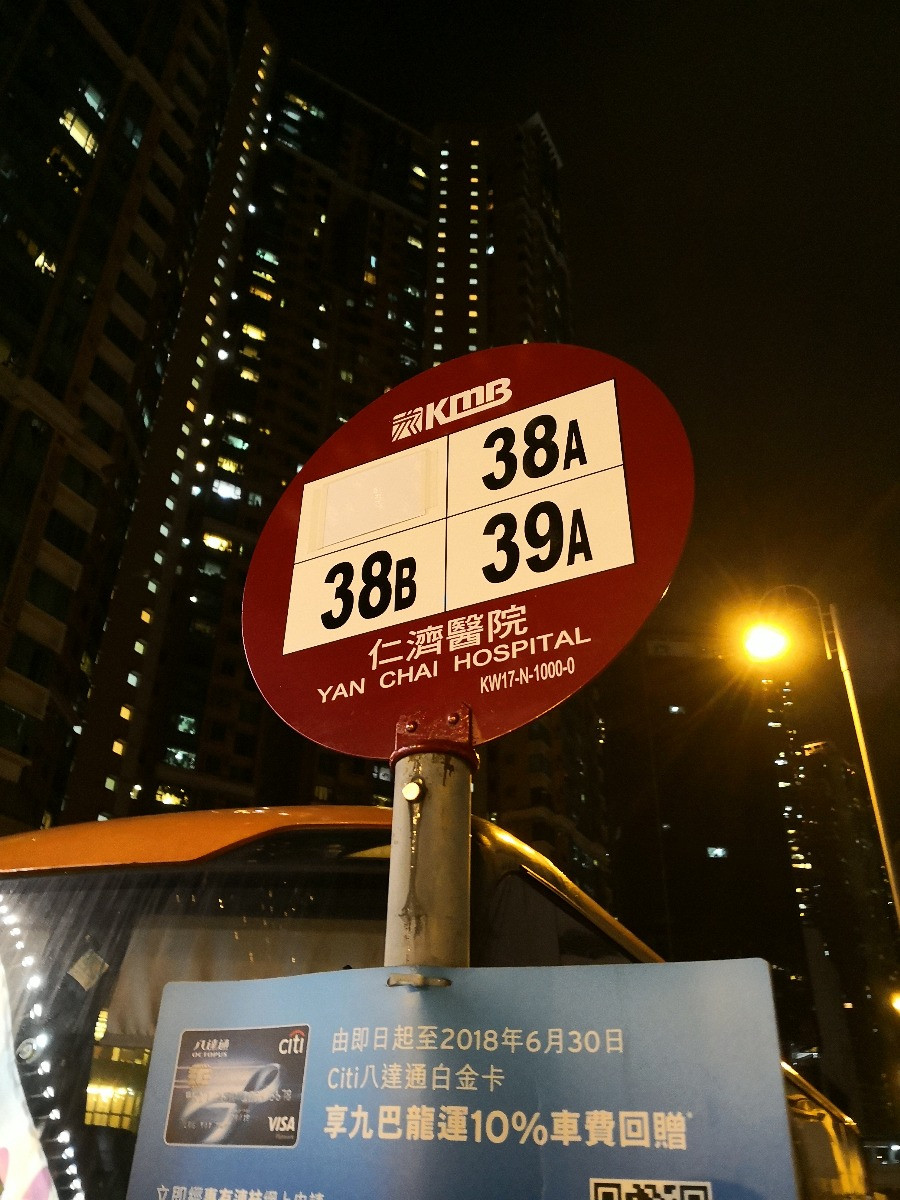 KMB
38A
38B
39A
仁濟醫院
YAN CHAI HOSPITAL
KW17-N-1000-0
八達通
OCTOPUS
citi
VISA
由即日起至2018年6月30日
Citi八達通白金卡
享九巴龍運10%車費回贈*